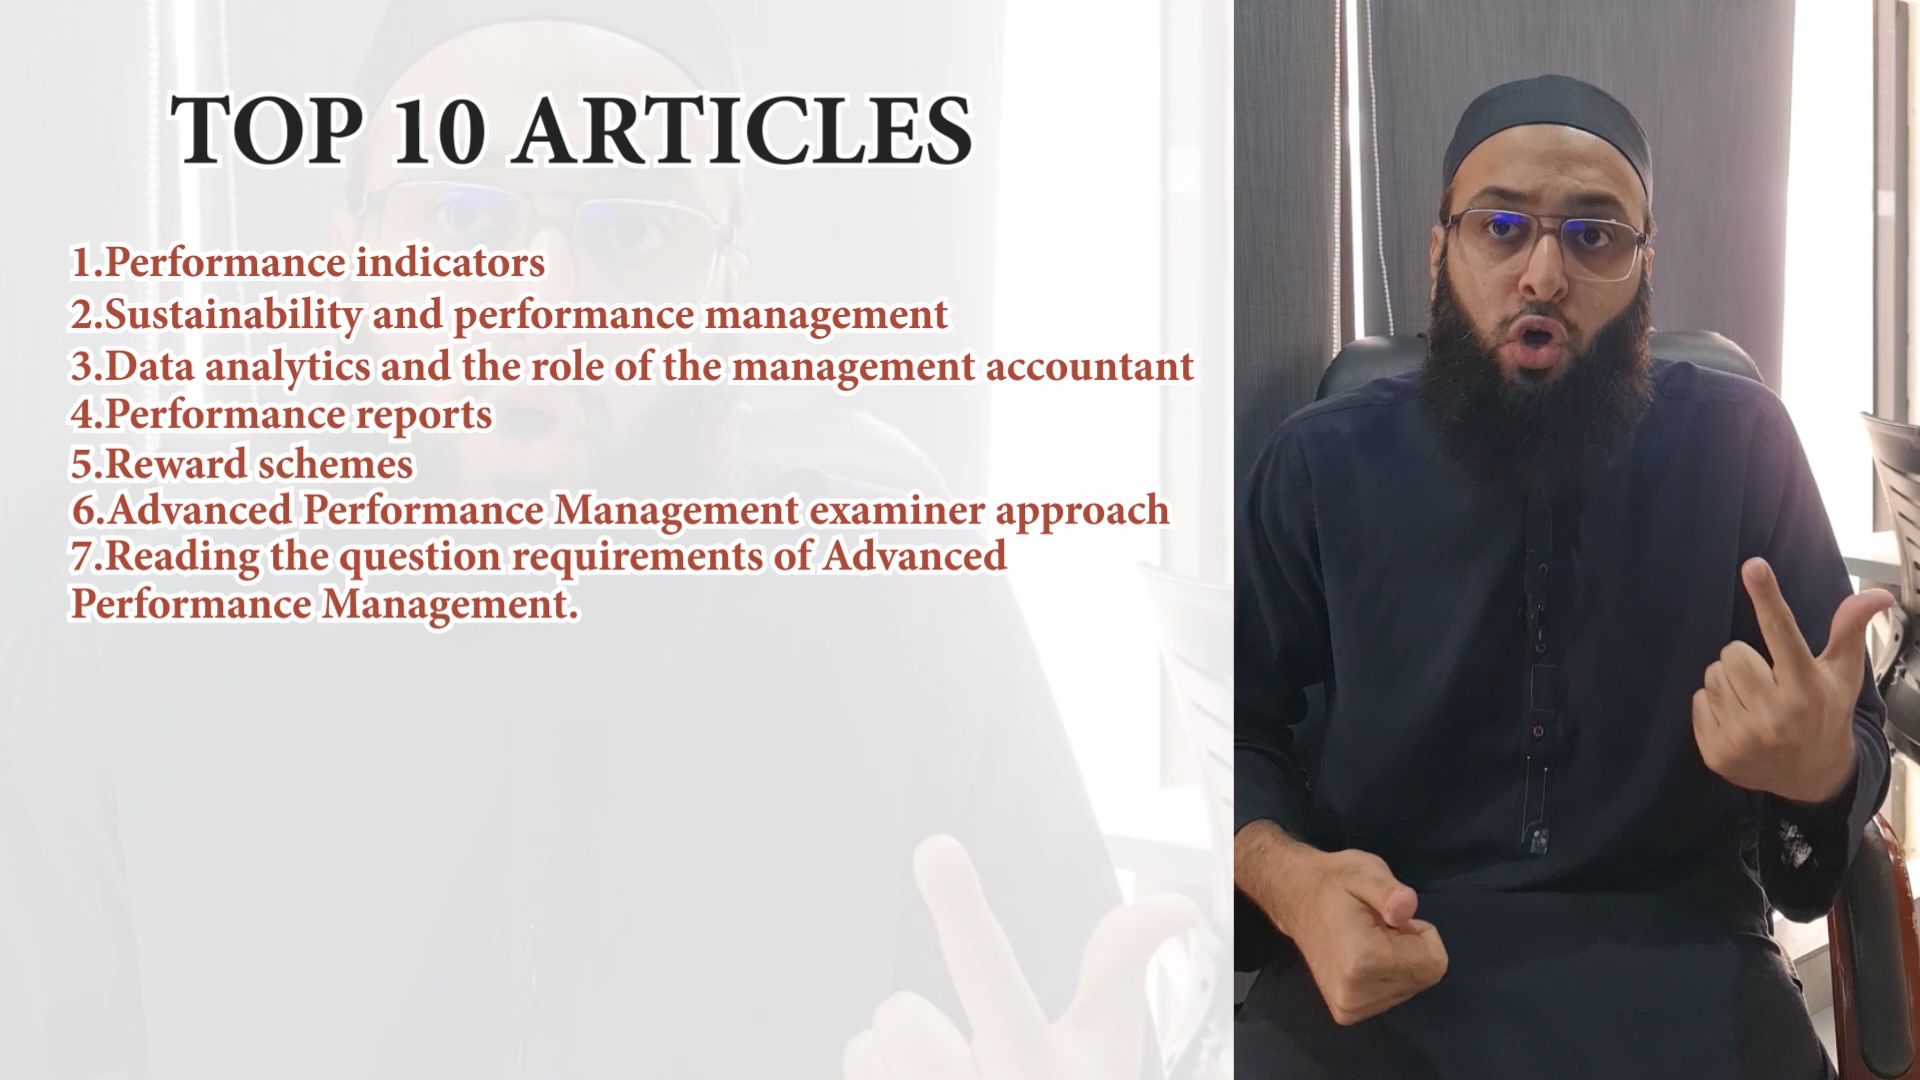 TOP 10 ARTICLES
1.Performance indicators
2.Sustainability and performance management
3.Data analytics and the role of the management accountant
4.Performance reports
5.Reward schemes
6.Advanced Performance Management examiner approach
7.Reading the question requirements of Advanced
Performance Management.